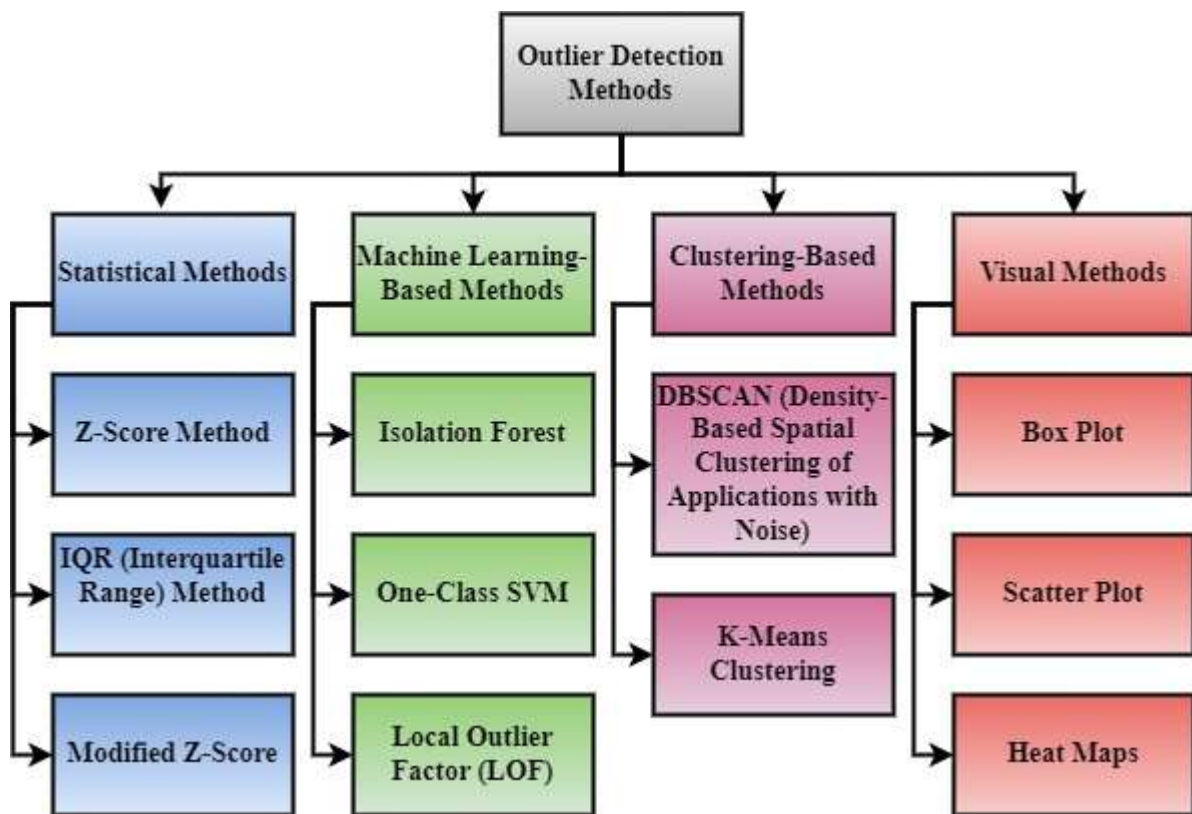 Outlier Detection
Methods
Statistical Methods
Machine Learning-
Based Methods
Clustering-Based
Methods
Visual Methods
Z-Score Method
IQR (Interquartile
Range) Method
Modified Z-Score
Isolation Forest
One-Class SVM
Local Outlier
Factor (LOF)
DBSCAN (Density-
Based Spatial
Clustering of
Applications with
Noise)
K-Means
Clustering
Box Plot
Scatter Plot
Heat Maps